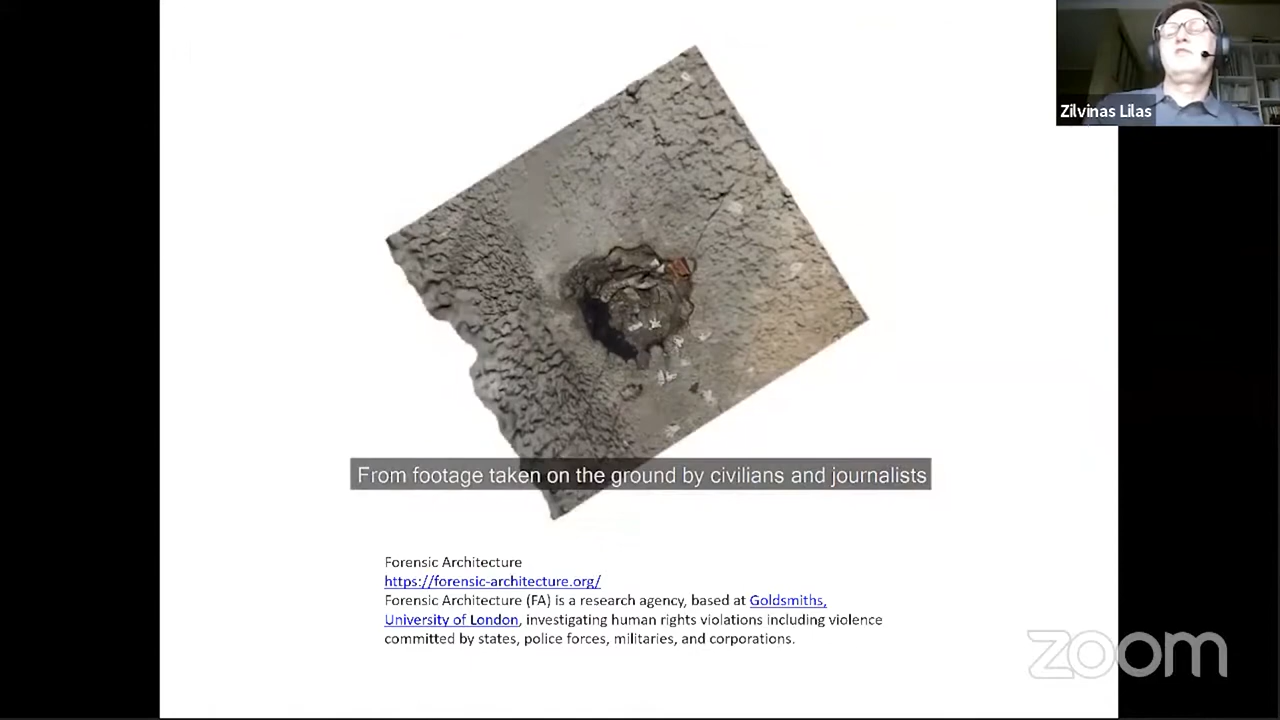 Zilvinas Lilas
From footage taken on the ground by civilians and journalists
Forensic Architecture
https://forensic-architecture.org/
Forensic Architecture (FA) is a research agency, based at Goldsmiths,
University of London, investigating human rights violations including violence
committed by states, police forces, militaries, and corporations.
zoom